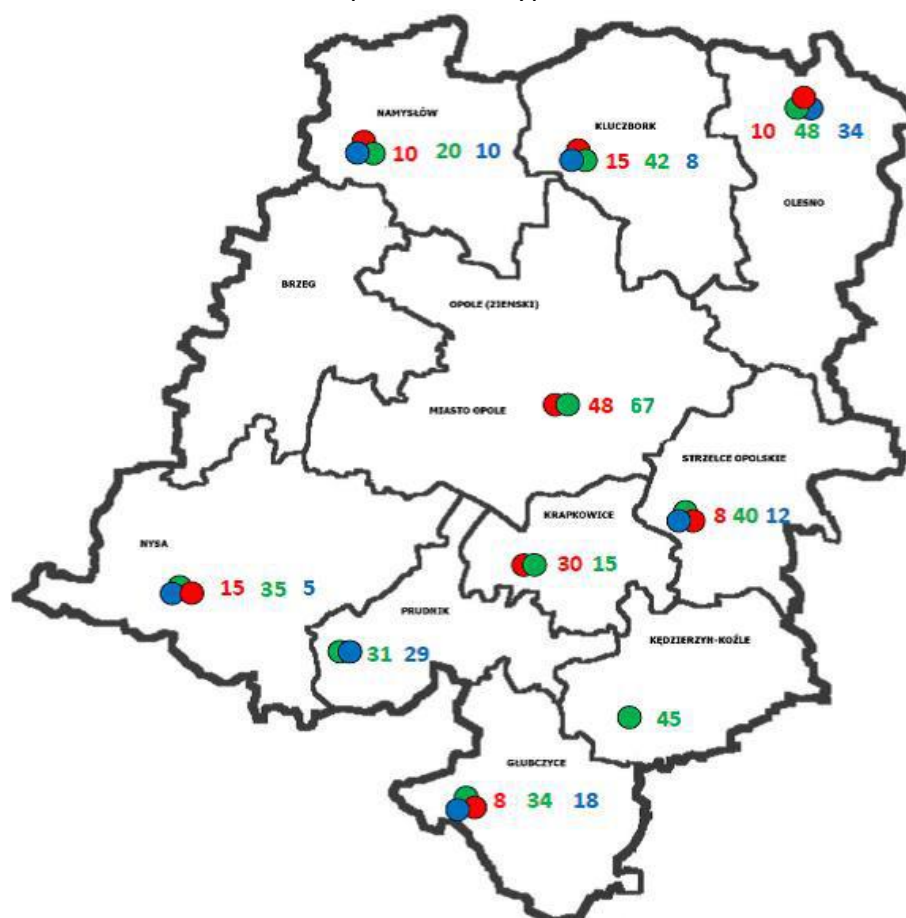 NAMYSŁÓW
10 20 10
KLUCZBORK
15 42 8
10 48 34
OLESNO
BRZEG
OPOLE (ZIEMSKI)
MIASTO OPOLE
48 67
STRZELCE OPOLSKIE
8 40 12
KRAPKOWICE
30 15
NYSA
15 35 5
PRUDNIK
31 29
KĘDZIERZYH-KOŹLE
45
GŁUBCZYCE
8 34 18